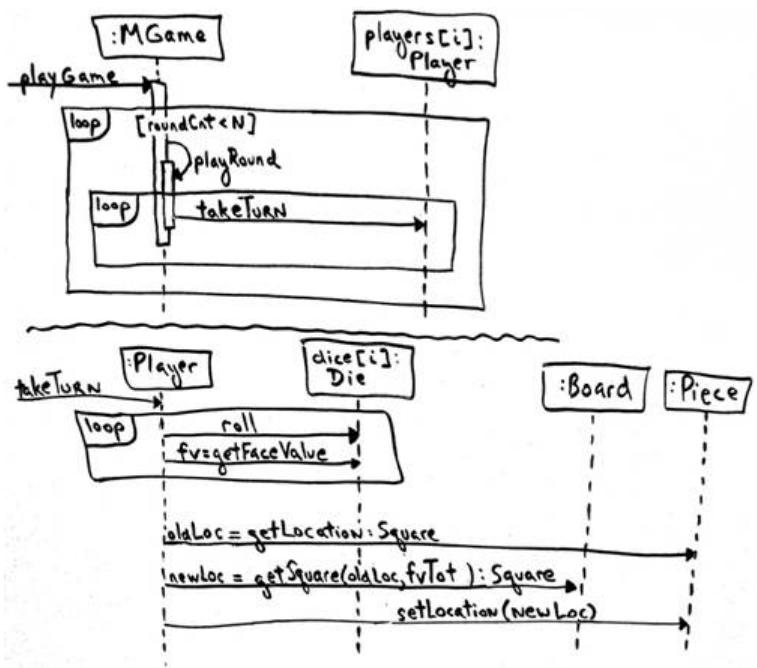 :MGame
players[i]:
Player
playGame
loop
[roundCnt < N]
playRound
loop
takeTURN
:Player
dice[i]:
Die
:Board
:Piece
takeTURN
loop
roll
fv=getFaceValue
oldLoc = getLocation:Square
newLoc = getSquare(oldLoc, fvTot) : Square
setLocation(newLoc)